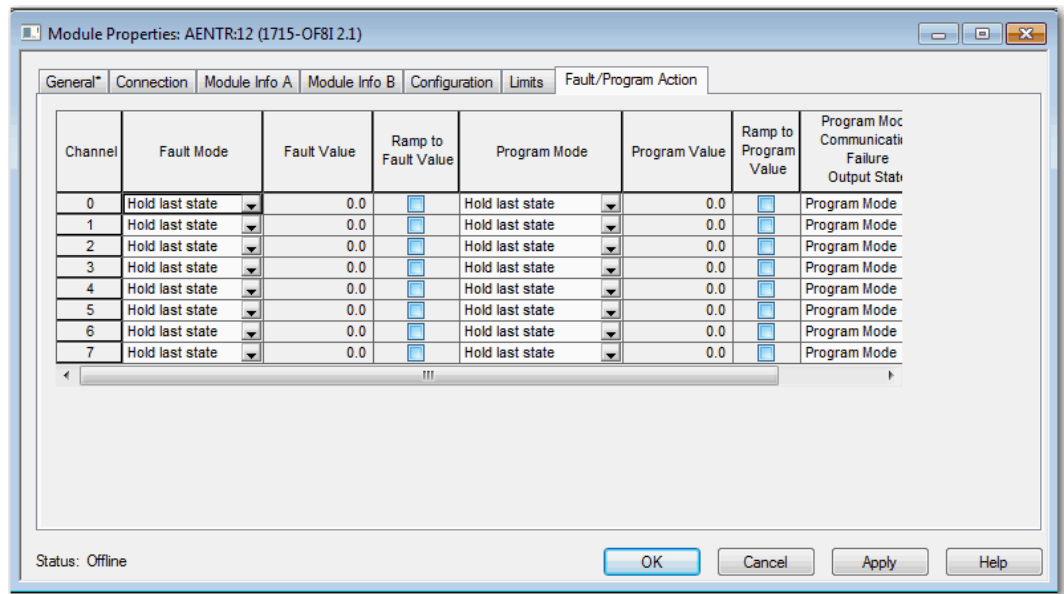 Module Properties: AENTR:12 (1715-OF8I 2.1)
General* Connection Module Info A Module Info B Configuration Limits Fault/Program Action
Channel Fault Mode Fault Value Ramp to Fault Value Program Mode Program Value Ramp to Program Value Program Mod Communicati Failure Output Stat
0 Hold last state 0.0 Hold last state 0.0 Program Mode
1 Hold last state 0.0 Hold last state 0.0 Program Mode
2 Hold last state 0.0 Hold last state 0.0 Program Mode
3 Hold last state 0.0 Hold last state 0.0 Program Mode
4 Hold last state 0.0 Hold last state 0.0 Program Mode
5 Hold last state 0.0 Hold last state 0.0 Program Mode
6 Hold last state 0.0 Hold last state 0.0 Program Mode
7 Hold last state 0.0 Hold last state 0.0 Program Mode
Status: Offline OK Cancel Apply Help